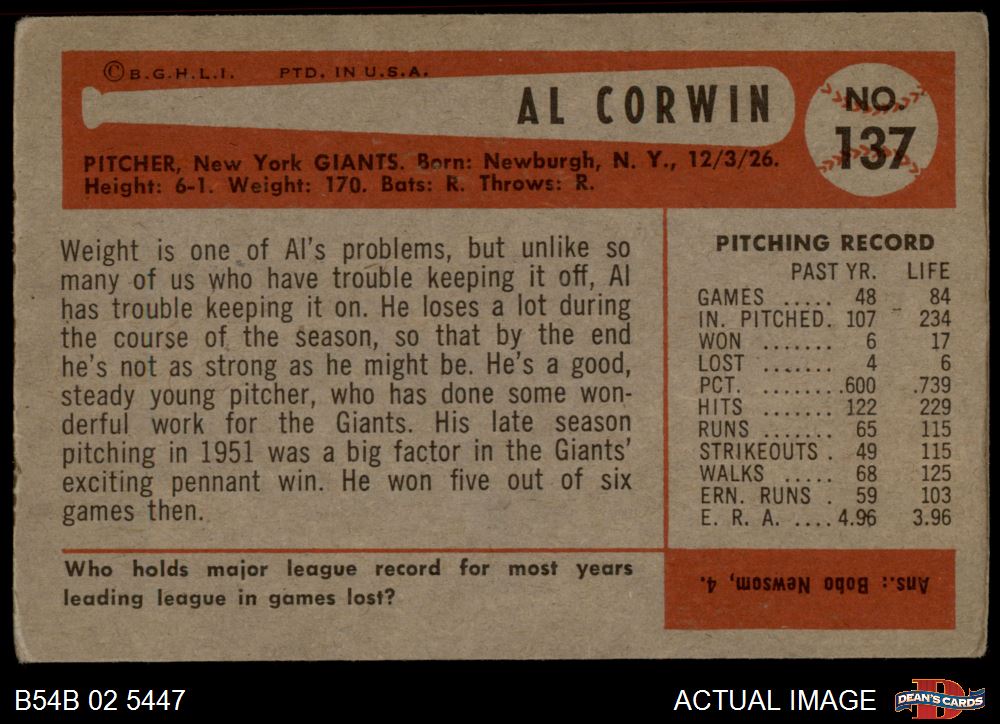 ©B.G.H.L.I. PTD. IN U.S.A.
AL CORWIN
NO.
137
PITCHER, New York GIANTS. Born: Newburgh, N. Y., 12/3/26.
Height: 6-1. Weight: 170. Bats: R. Throws: R.
Weight is one of Al's problems, but unlike so
many of us who have trouble keeping it off, Al
has trouble keeping it on. He loses a lot during
the course of the season, so that by the end
he's not as strong as he might be. He's a good,
steady young pitcher, who has done some won-
derful work for the Giants. His late season
pitching in 1951 was a big factor in the Giants'
exciting pennant win. He won five out of six
games then.
PITCHING RECORD
PAST YR. LIFE
GAMES ..... 48 84
IN. PITCHED. 107 234
WON ....... 6 17
LOST ....... 4 6
PCT. ........600 .739
HITS ....... 122 229
RUNS ....... 65 115
STRIKEOUTS . 49 115
WALKS ..... 68 125
ERN. RUNS . 59 103
E. R. A. .... 4.96 3.96
Who holds major league record for most years
leading league in games lost?
Ans.: Bobo Newsom, 4.
B54B 02 5447
ACTUAL IMAGE
DEAN'S CARDS